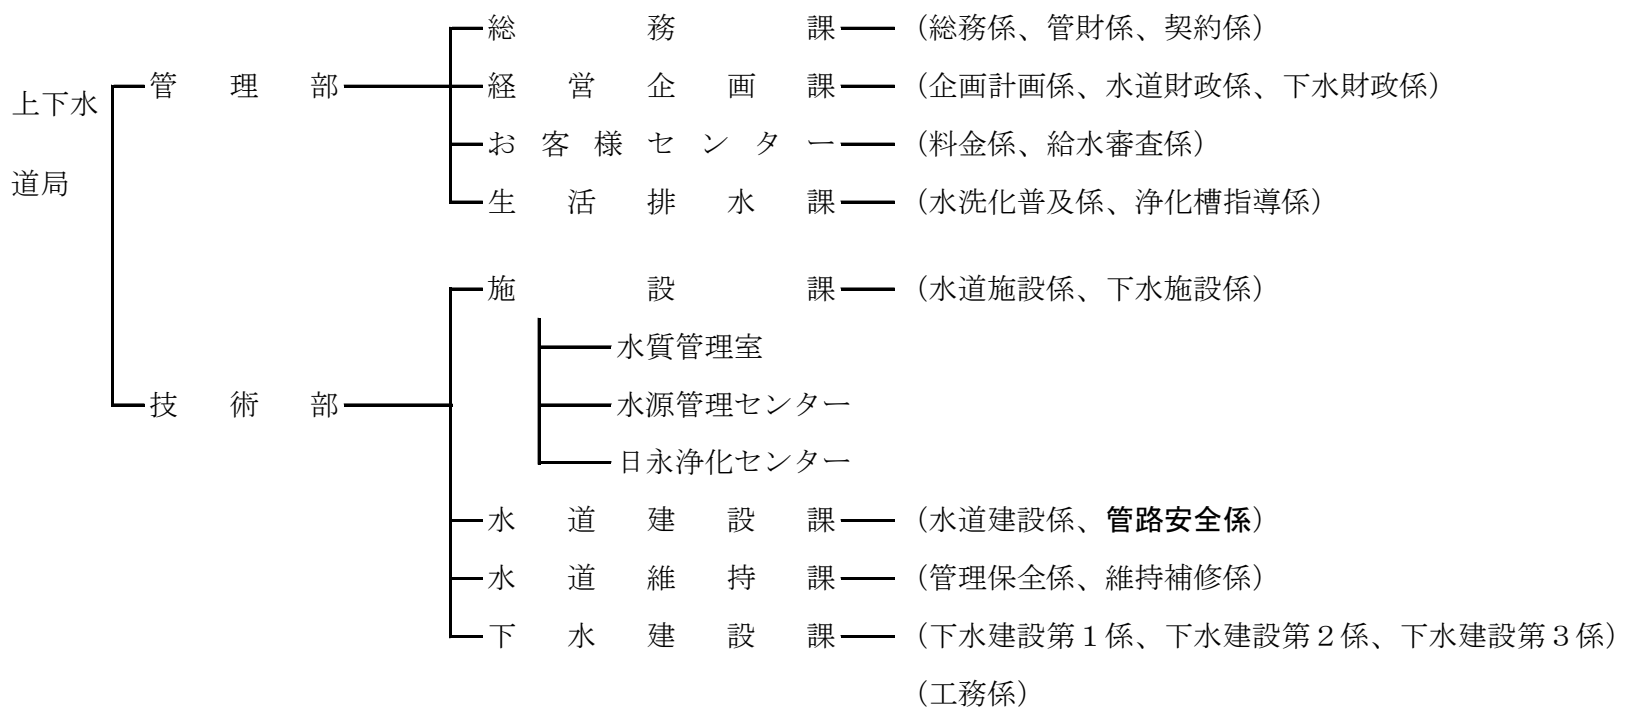 上下水
道局
管理部
総務課 (総務係、管財係、契約係)
経営企画課 (企画計画係、水道財政係、下水財政係)
お客様センター (料金係、給水審査係)
生活排水課 (水洗化普及係、浄化槽指導係)
技術部
施設課 (水道施設係、下水施設係)
水質管理室
水源管理センター
日永浄化センター
水道建設課 (水道建設係、管路安全係)
水道維持課 (管理保全係、維持補修係)
下水建設課 (下水建設第1係、下水建設第2係、下水建設第3係)
(工務係)